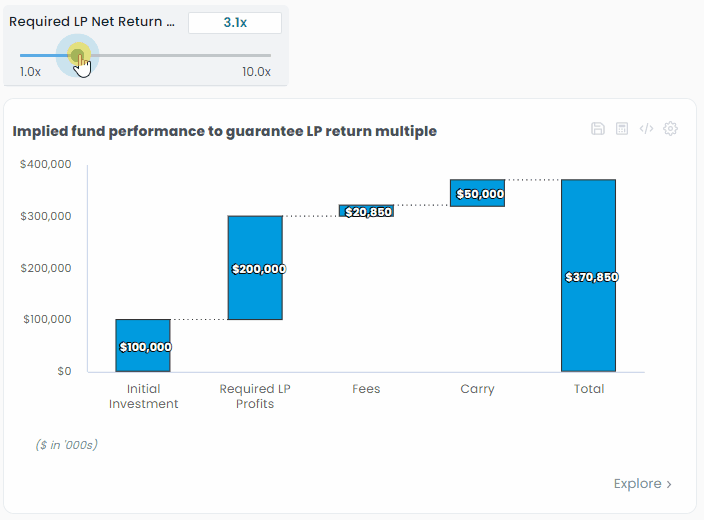 Required LP Net Return ...
3.1x
1.0x
10.0x
Implied fund performance to guarantee LP return multiple
$400,000
$300,000
$200,000
$100,000
$0
$100,000
$200,000
$20,850
$50,000
$370,850
Initial
Investment
Required LP
Profits
Fees
Carry
Total
($ in '000s)
Explore ›